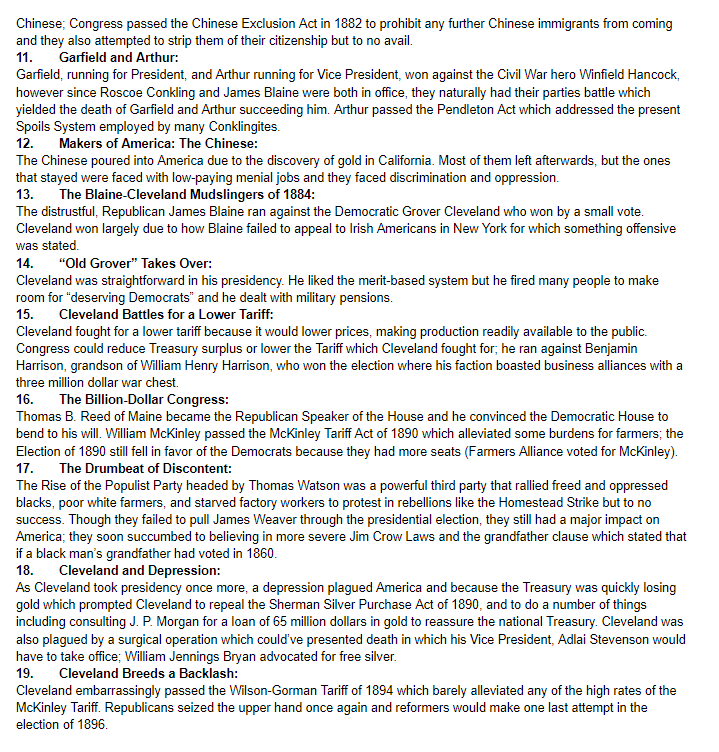 Chinese; Congress passed the Chinese Exclusion Act in 1882 to prohibit any further Chinese immigrants from coming
and they also attempted to strip them of their citizenship but to no avail.
11. Garfield and Arthur:
Garfield, running for President, and Arthur running for Vice President, won against the Civil War hero Winfield Hancock,
however since Roscoe Conkling and James Blaine were both in office, they naturally had their parties battle which
yielded the death of Garfield and Arthur succeeding him. Arthur passed the Pendleton Act which addressed the present
Spoils System employed by many Conklingites.
12. Makers of America: The Chinese:
The Chinese poured into America due to the discovery of gold in California. Most of them left afterwards, but the ones
that stayed were faced with low-paying menial jobs and they faced discrimination and oppression.
13. The Blaine-Cleveland Mudslingers of 1884:
The distrustful, Republican James Blaine ran against the Democratic Grover Cleveland who won by a small vote.
Cleveland won largely due to how Blaine failed to appeal to Irish Americans in New York for which something offensive
was stated.
14. “Old Grover” Takes Over:
Cleveland was straightforward in his presidency. He liked the merit-based system but he fired many people to make
room for “deserving Democrats” and he dealt with military pensions.
15. Cleveland Battles for a Lower Tariff:
Cleveland fought for a lower tariff because it would lower prices, making production readily available to the public.
Congress could reduce Treasury surplus or lower the Tariff which Cleveland fought for; he ran against Benjamin
Harrison, grandson of William Henry Harrison, who won the election where his faction boasted business alliances with a
three million dollar war chest.
16. The Billion-Dollar Congress:
Thomas B. Reed of Maine became the Republican Speaker of the House and he convinced the Democratic House to
bend to his will. William McKinley passed the McKinley Tariff Act of 1890 which alleviated some burdens for farmers; the
Election of 1890 still fell in favor of the Democrats because they had more seats (Farmers Alliance voted for McKinley).
17. The Drumbeat of Discontent:
The Rise of the Populist Party headed by Thomas Watson was a powerful third party that rallied freed and oppressed
blacks, poor white farmers, and starved factory workers to protest in rebellions like the Homestead Strike but to no
success. Though they failed to pull James Weaver through the presidential election, they still had a major impact on
America; they soon succumbed to believing in more severe Jim Crow Laws and the grandfather clause which stated that
if a black man’s grandfather had voted in 1860.
18. Cleveland and Depression:
As Cleveland took presidency once more, a depression plagued America and because the Treasury was quickly losing
gold which prompted Cleveland to repeal the Sherman Silver Purchase Act of 1890, and to do a number of things
including consulting J. P. Morgan for a loan of 65 million dollars in gold to reassure the national Treasury. Cleveland was
also plagued by a surgical operation which could’ve presented death in which his Vice President, Adlai Stevenson would
have to take office; William Jennings Bryan advocated for free silver.
19. Cleveland Breeds a Backlash:
Cleveland embarrassingly passed the Wilson-Gorman Tariff of 1894 which barely alleviated any of the high rates of the
McKinley Tariff. Republicans seized the upper hand once again and reformers would make one last attempt in the
election of 1896.